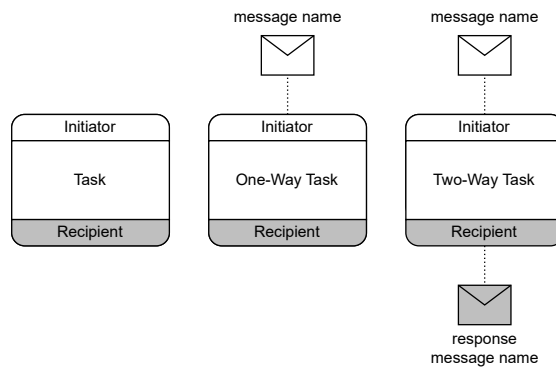 message name
message name
Initiator
Initiator
Initiator
Task
One-Way Task
Two-Way Task
Recipient
Recipient
Recipient
response
message name